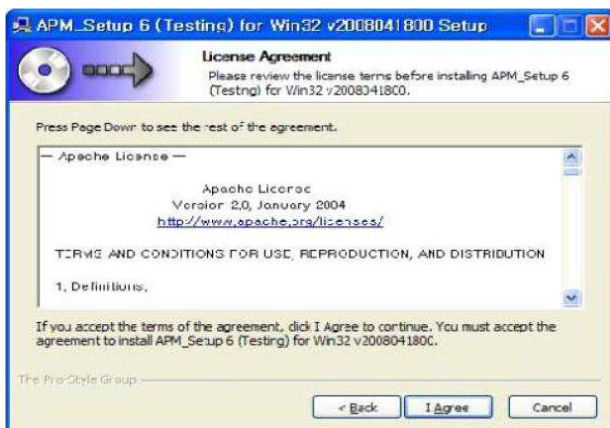 APM_Setup 6 (Testing) for Win32 v2008041800 Setup
License Agreement
Please review the license terms before installing APM_Setup 6
(Testing) for Win32 v2008041800.
Press Page Down to see the rest of the agreement.
— Apache License —
Apache License
Version 2,0, January 2004
http://www,apache,org/licenses/
TERMS AND CONDITIONS FOR USE, REPRODUCTION, AND DISTRIBUTION
1, Definitions,
If you accept the terms of the agreement, click I Agree to continue. You must accept the
agreement to install APM_Setup 6 (Testing) for Win32 v2008041800.
The Pro-Style Group
< Back
I Agree
Cancel